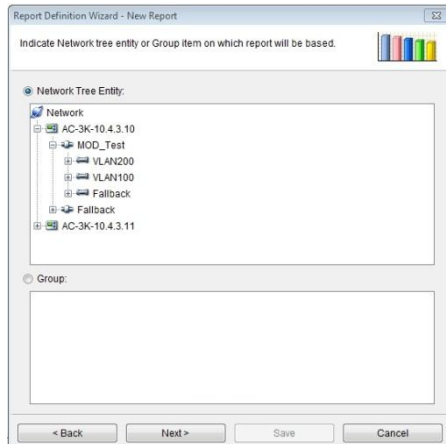 Report Definition Wizard - New Report
Indicate Network tree entity or Group item on which report will be based.
Network Tree Entity:
Network
AC-3K-10.4.3.10
MOD_Test
VLAN200
VLAN100
Fallback
Fallback
AC-3K-10.4.3.11
Group:
< Back Next > Save Cancel